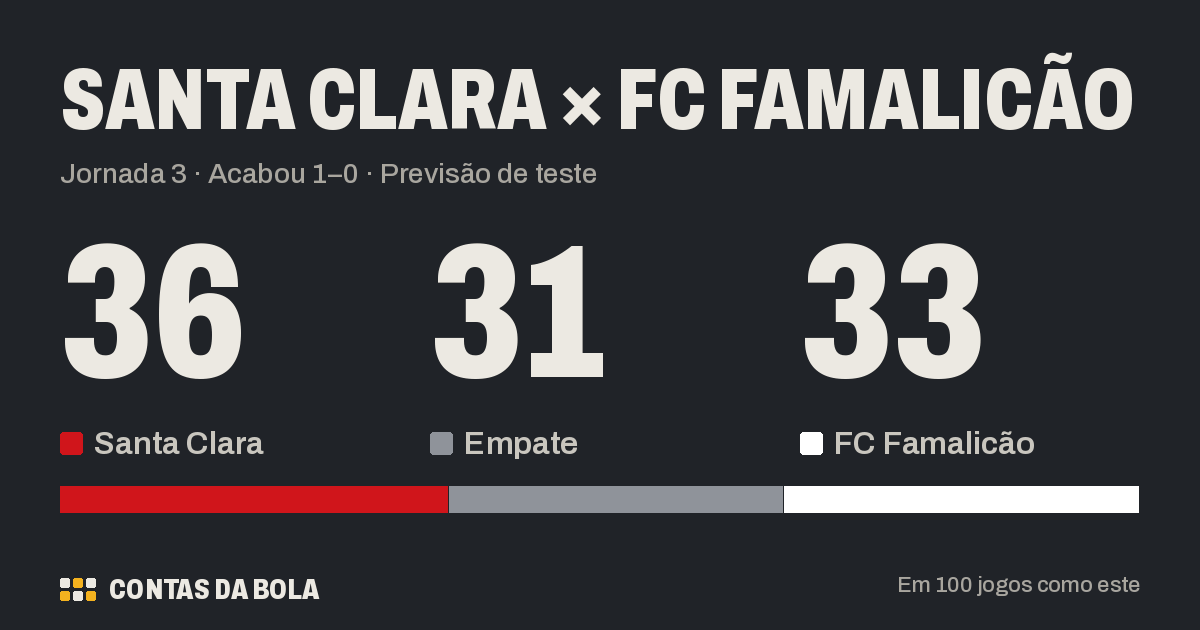 SANTA CLARA × FC FAMALICÃO
Jornada 3 · Acabou 1–0 · Previsão de teste
36 31 33
Santa Clara Empate FC Famalicão
CONTAS DA BOLA Em 100 jogos como este